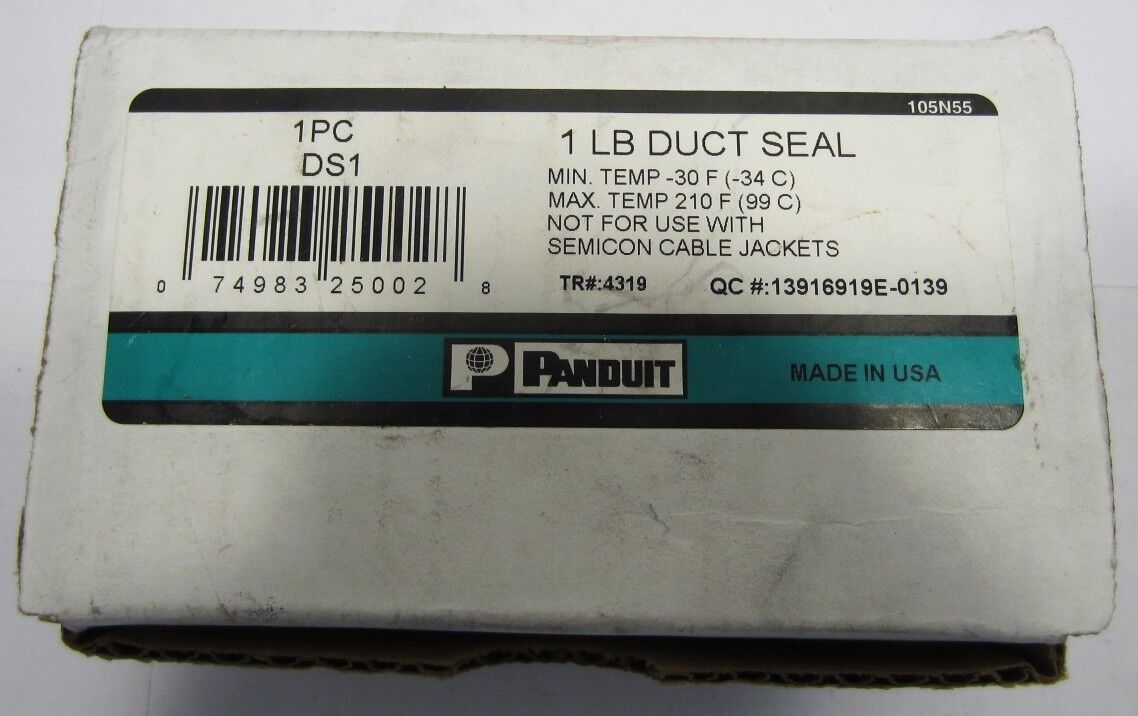 105N55
1PC
DS1
0 74983 25002 8
1 LB DUCT SEAL
MIN. TEMP -30 F (-34 C)
MAX. TEMP 210 F (99 C)
NOT FOR USE WITH
SEMICON CABLE JACKETS
TR#:4319 QC #:13916919E-0139
P PANDUIT
MADE IN USA